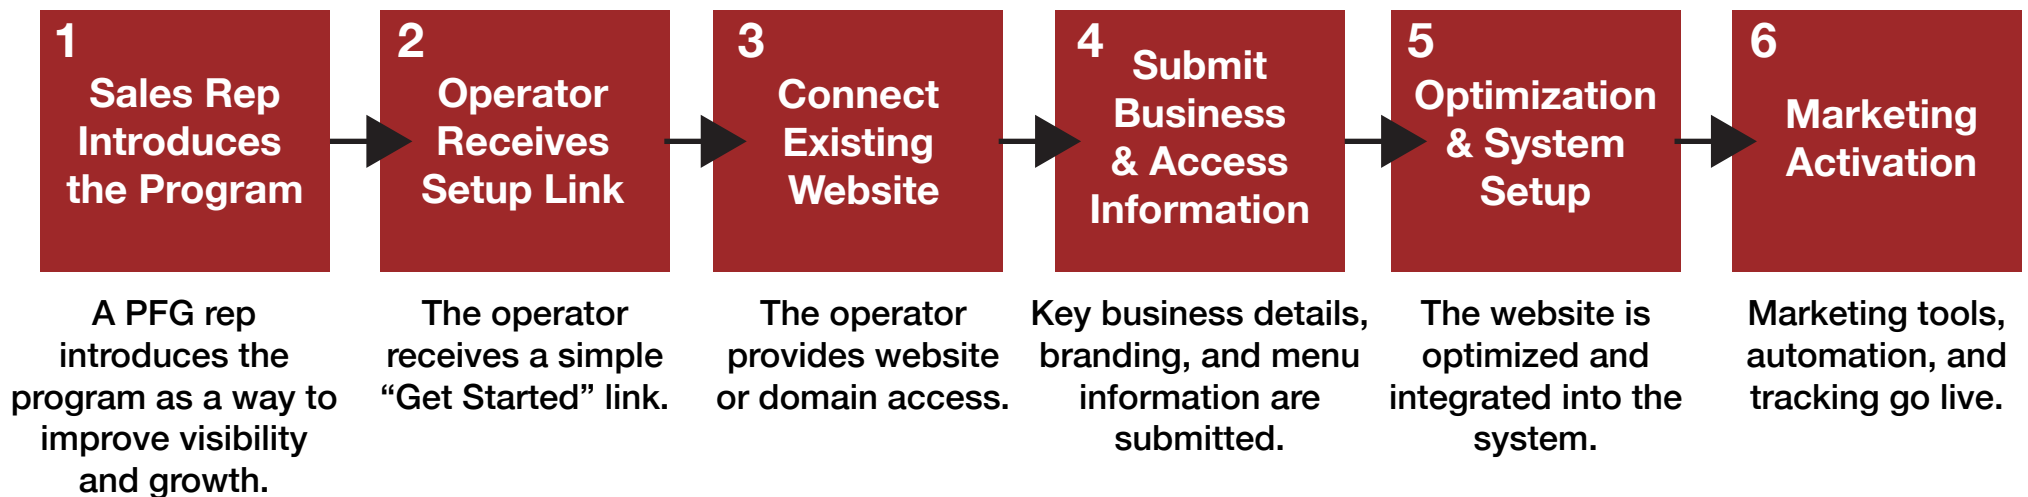 1
Sales Rep
Introduces
the Program
2
Operator
Receives
Setup Link
3
Connect
Existing
Website
4
Submit
Business
& Access
Information
5
Optimization
& System
Setup
6
Marketing
Activation
A PFG rep
introduces the
program as a way to
improve visibility
and growth.
The operator
receives a simple
“Get Started” link.
The operator
provides website
or domain access.
Key business details,
branding, and menu
information are
submitted.
The website is
optimized and
integrated into the
system.
Marketing tools,
automation, and
tracking go live.